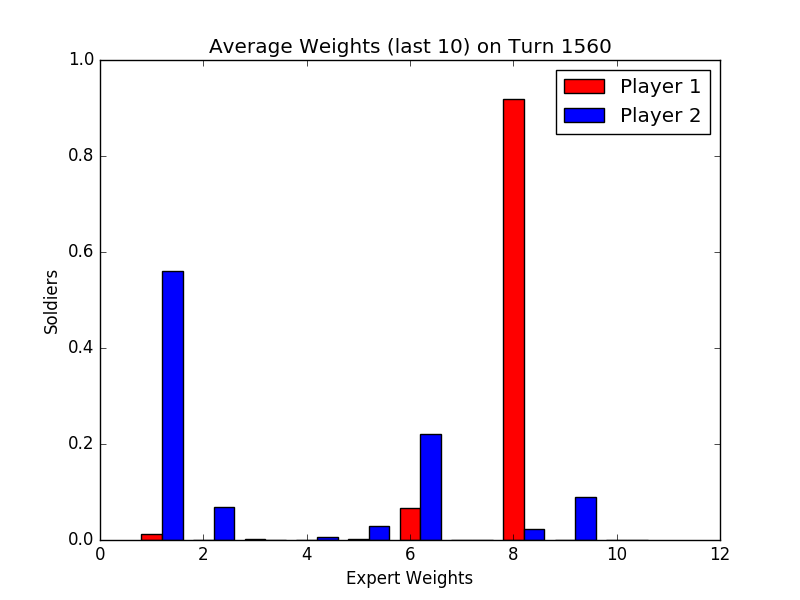 Average Weights (last 10) on Turn 1560
1.0
0.8
0.6
0.4
0.2
0.0
Soldiers
Player 1
Player 2
0 2 4 6 8 10 12
Expert Weights